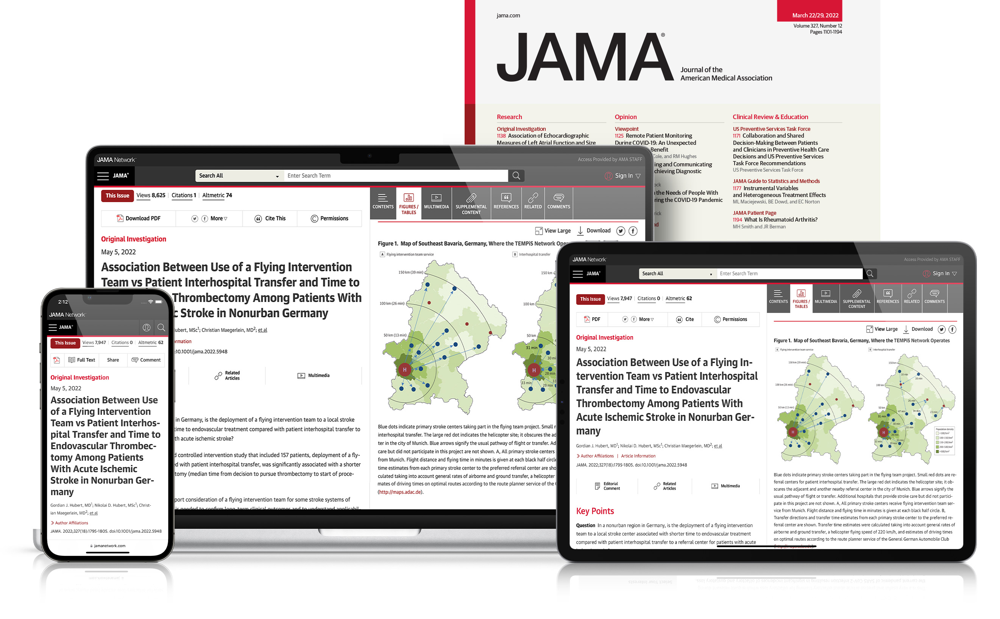 jama.com
March 22/29, 2022
Volume 327, Number 12
Pages 1101-1194
JAMA®
Journal of the
American Medical Association
Research
Original Investigation
1138 Association of Echocardiographic
Measures of Left Atrial Function and Size
Opinion
Viewpoint
1125 Remote Patient Monitoring
During COVID-19: An Unexpected
Benefit
Cole, and RM Hughes
ing and Communicating
chieving Diagnostic
ock
the Needs of People With
ring the COVID-19 Pandemic
rick
nd
Clinical Review & Education
US Preventive Services Task Force
1171 Collaboration and Shared
Decision-Making Between Patients
and Clinicians in Preventive Health Care
Decisions and US Preventive Services
Task Force Recommendations
US Preventive Services Task Force
JAMA Guide to Statistics and Methods
1177 Instrumental Variables
and Heterogeneous Treatment Effects
ML Maciejewski, BE Dowd, and EC Norton
JAMA Patient Page
1194 What Is Rheumatoid Arthritis?
MH Smith and JR Berman
JAMA Network™
Access Provided by AMA STAFF
JAMA®
Search All
Enter Search Term
Sign In
This Issue
Views 8,625 | Citations 1 | Altmetric 74
Download PDF
More
Cite This
Permissions
Original Investigation
May 5, 2022
Association Between Use of a Flying Intervention
Team vs Patient Interhospital Transfer and Time to
Thrombectomy Among Patients With
c Stroke in Nonurban Germany
ubert, MSc1; Christian Maegerlein, MD2; et al
rmation
:10.1001/jama.2022.5948
Related
Articles
Multimedia
in Germany, is the deployment of a flying intervention team to a local stroke
time to endovascular treatment compared with patient interhospital transfer to
th acute ischemic stroke?
d controlled intervention study that included 157 patients, deployment of a fly-
ed with patient interhospital transfer, was significantly associated with a shorter
tomy (median time from decision to pursue thrombectomy to start of proce-
port consideration of a flying intervention team for some stroke systems of
is needed to confirm long-term clinical outcomes and to understand applicabil-
CONTENTS
FIGURES /
TABLES
MULTIMEDIA
SUPPLEMENTAL
CONTENT
REFERENCES
RELATED
COMMENTS
View Large
Download
Figure 1. Map of Southeast Bavaria, Germany, Where the TEMPiS Network Oper
A Flying intervention team service
150 km (39 min)
100 km (26 min)
50 km (13 min)
H
B Interhospital transfer
150 km
100 km
50 km
31 min
30 mi
H
28 min
33 min
33
29 min
Blue dots indicate primary stroke centers taking part in the flying team project. Small r
interhospital transfer. The large red dot indicates the helicopter site; it obscures the ad
ter in the city of Munich. Blue arrows signify the usual pathway of flight or transfer. Ad
care but did not participate in this project are not shown. A, All primary stroke centers
from Munich. Flight distance and flying time in minutes is given at each black half circle
time estimates from each primary stroke center to the preferred referral center are sho
culated taking into account general rates of airborne and ground transfer, a helicopter
mates of driving times on optimal routes according to the route planner service of the
(http://maps.adac.de).
2:12
JAMA Network™
JAMA®
This Issue
Views 7,947 | Citations 0 | Altmetric 62
Full Text
Share
Comment
Original Investigation
May 5, 2022
Association Between Use
of a Flying Intervention
Team vs Patient Interhos-
pital Transfer and Time to
Endovascular Thrombec-
tomy Among Patients
With Acute Ischemic
Stroke in Nonurban Ger-
many
Gordian J. Hubert, MD1; Nikolai D. Hubert, MSc1; Christ-
ian Maegerlein, MD2; et al
Author Affiliations
JAMA. 2022;327(18):1795-1805. doi:10.1001/jama.2022.5948
jamanetwork.com
JAMA Network™
Access Provided by AMA STAFF
JAMA®
Search All
Enter Search Term
Sign In
This Issue
Views 7,947 | Citations 0 | Altmetric 62
PDF
More
Cite
Permissions
Original Investigation
May 5, 2022
Association Between Use of a Flying In-
tervention Team vs Patient Interhospital
Transfer and Time to Endovascular
Thrombectomy Among Patients With
Acute Ischemic Stroke in Nonurban Ger-
many
Gordian J. Hubert, MD1; Nikolai D. Hubert, MSc1; Christian Maegerlein, MD2; et al
Author Affiliations | Article Information
JAMA. 2022;327(18):1795-1805. doi:10.1001/jama.2022.5948
Editorial
Comment
Related
Articles
Multimedia
Key Points
Question In a nonurban region in Germany, is the deployment of a flying intervention
team to a local stroke center associated with shorter time to endovascular treatment
compared with patient interhospital transfer to a referral center for patients with acute
CONTENTS
FIGURES /
TABLES
MULTIMEDIA
SUPPLEMENTAL
CONTENT
REFERENCES
RELATED
COMMENTS
View Large
Download
Figure 1. Map of Southeast Bavaria, Germany, Where the TEMPiS Network Operates
A Flying intervention team service
150 km (39 min)
100 km (26 min)
50 km (13 min)
H
B Interhospital transfer
150 km
18 min
38 min
100 km
26 min
50 km
47 min
34 min
23 min
31 min
30 min
55 min
H
28 min
33 min
33 min
29 min
Population density
<100/km2
100-150/km2
150-200/km2
200-500/km2
>500/km2
Blue dots indicate primary stroke centers taking part in the flying team project. Small red dots are re-
ferral centers for patient interhospital transfer. The large red dot indicates the helicopter site; it ob-
scures the adjacent and another nearby referral center in the city of Munich. Blue arrows signify the
usual pathway of flight or transfer. Additional hospitals that provide stroke care but did not partici-
pate in this project are not shown. A, All primary stroke centers receive flying intervention team ser-
vice from Munich. Flight distance and flying time in minutes is given at each black half circle. B,
Transfer directions and transfer time estimates from each primary stroke center to the preferred re-
ferral center are shown. Transfer time estimates were calculated taking into account general rates of
airborne and ground transfer, a helicopter flying speed of 220 km/h, and estimates of driving times
on optimal routes according to the route planner service of the General German Automobile Club
(http://maps.adac.de).